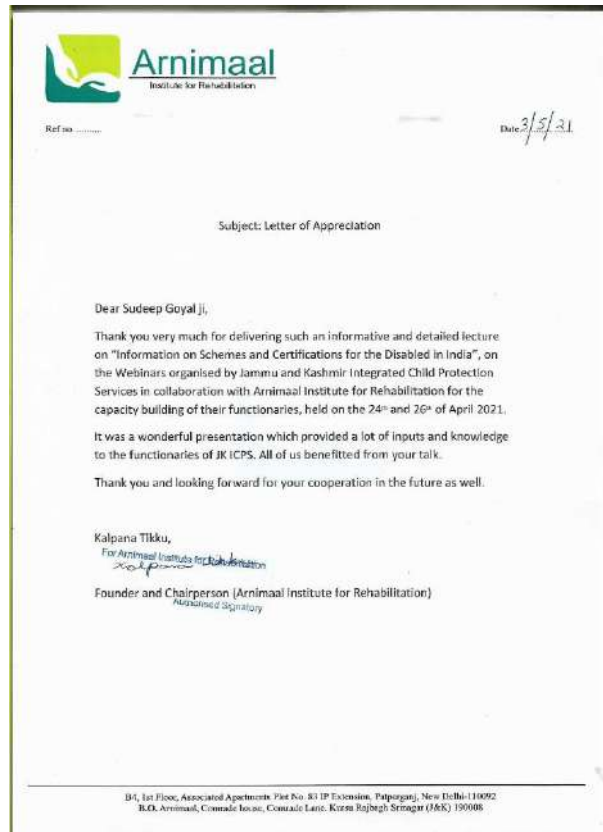 Arnimaal
Institute for Rehabilitation
Ref no ..........
Date 3/5/21
Subject: Letter of Appreciation
Dear Sudeep Goyal ji,
Thank you very much for delivering such an informative and detailed lecture
on "Information on Schemes and Certifications for the Disabled in India", on
the Webinars organised by Jammu and Kashmir Integrated Child Protection
Services in collaboration with Arnimaal Institute for Rehabilitation for the
capacity building of their functionaries, held on the 24th and 26th of April 2021.
It was a wonderful presentation which provided a lot of inputs and knowledge
to the functionaries of JK ICPS. All of us benefitted from your talk.
Thank you and looking forward for your cooperation in the future as well.
Kalpana Tikku,
For Arnimaal Institute for Rehabilitation
Kalpana
Founder and Chairperson (Arnimaal Institute for Rehabilitation)
Authorised Signatory
B4, 1st Floor, Associated Apartments Plot No. 83 IP Extension, Patparganj, New Delhi-110092
B.O. Arnimaal, Comrade house, Comrade Lane, Kursu Rajbagh Srinagar (J&K) 190008